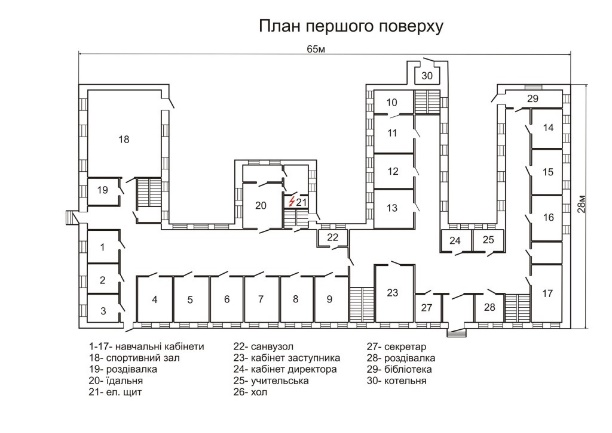 План першого поверху
65м
30
10
29
11
14
18
12
15
19
13
16
20
21
28м
22
24
25
1
2
3
4
5
6
7
8
9
23
27
28
17
1-17- навчальні кабінети
18- спортивний зал
19- роздівалка
20- їдальня
21- ел. щит
22- санвузол
23- кабінет заступника
24- кабінет директора
25- учительська
26- хол
27- секретар
28- роздівалка
29- бібліотека
30- котельня